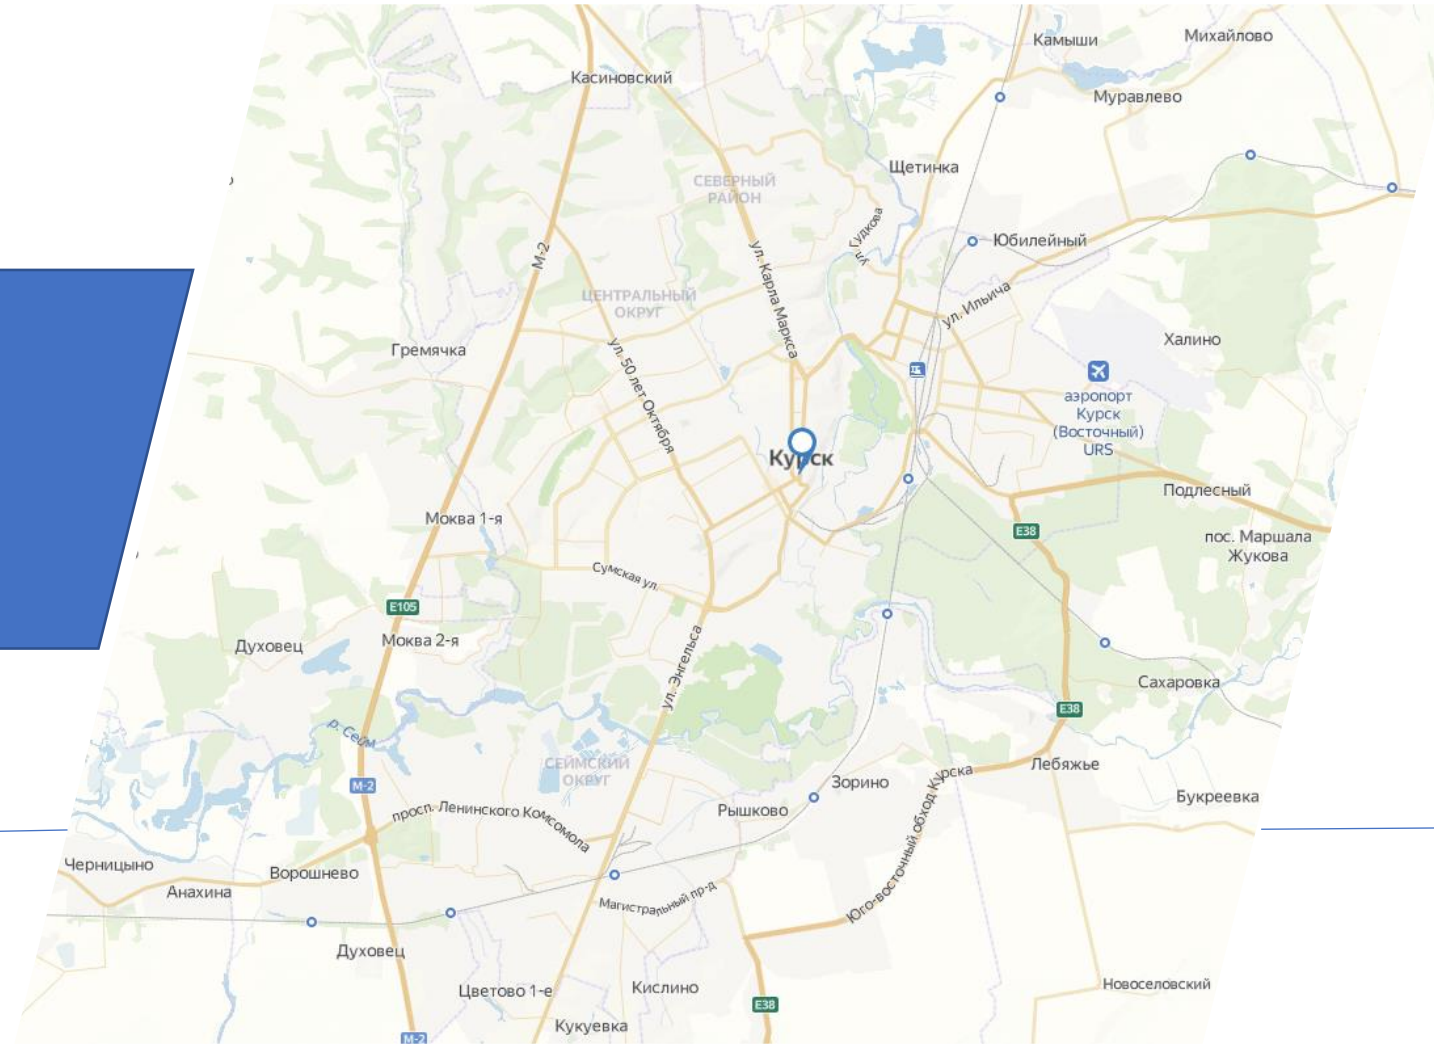 Камыши
Михайлово
Касиновский
Муравлево
Щетинка
СЕВЕРНЫЙ
РАЙОН
ул. Гудкова
Юбилейный
М-2
ул. Карла Маркса
ЦЕНТРАЛЬНЫЙ
ОКРУГ
ул. Ильича
Гремячка
Халино
ул. 50 лет Октября
аэропорт
Курск
(Восточный)
URS
Курск
Подлесный
Моква 1-я
E38
пос. Маршала
Жукова
Сумская ул.
E105
Духовец
Моква 2-я
ул. Энгельса
Сахаровка
E38
р. Сейм
СЕЙМСКИЙ
ОКРУГ
Лебяжье
М-2
Зорино
Букреевка
просп. Ленинского Комсомола
Рышково
Юго-восточный обход Курска
Черницыно
Ворошнево
Анахина
Магистральный пр-д
Духовец
Цветово 1-е
Кислино
Новоселовский
E38
Кукуевка
М-2